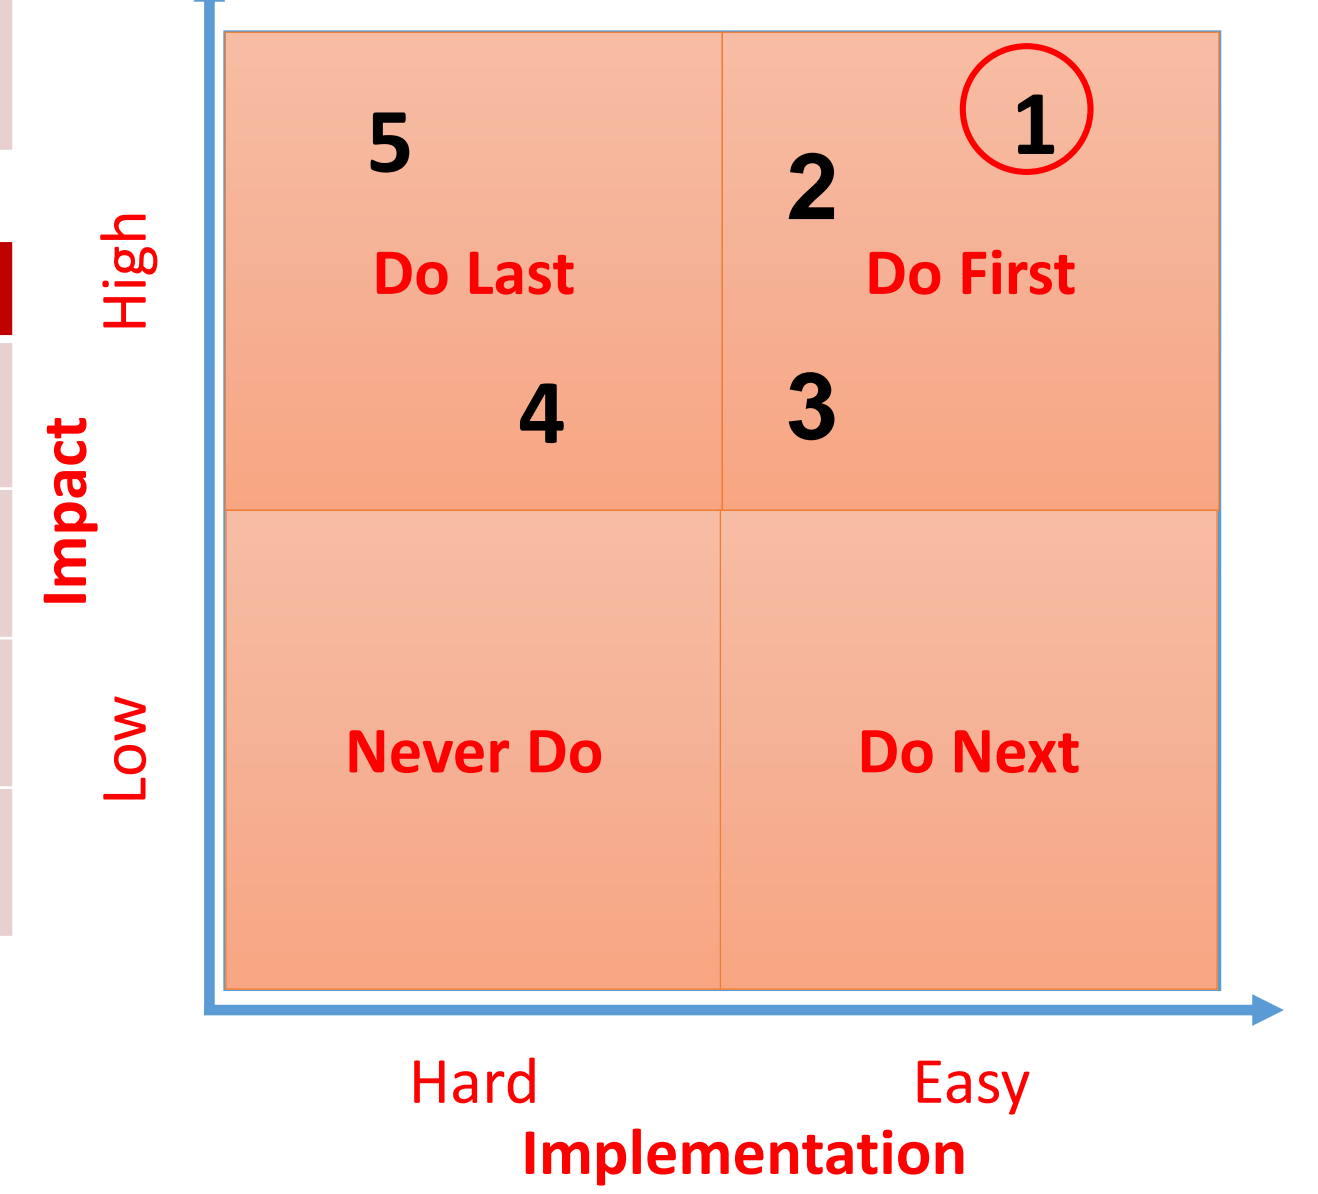 5
1
2
Do Last
Do First
4
3
Never Do
Do Next
High
Low
Impact
Hard
Easy
Implementation